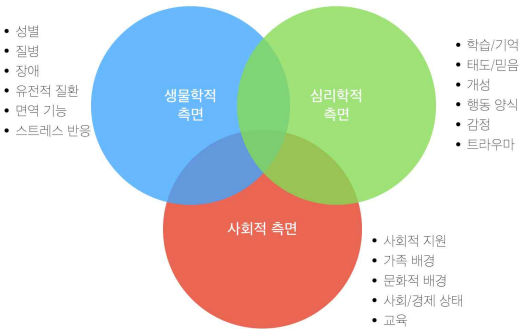 • 성별
• 질병
• 장애
• 유전적 질환
• 면역 기능
• 스트레스 반응
생물학적
측면
심리학적
측면
• 학습/기억
• 태도/믿음
• 개성
• 행동 양식
• 감정
• 트라우마
사회적 측면
• 사회적 지원
• 가족 배경
• 문화적 배경
• 사회/경제 상태
• 교육